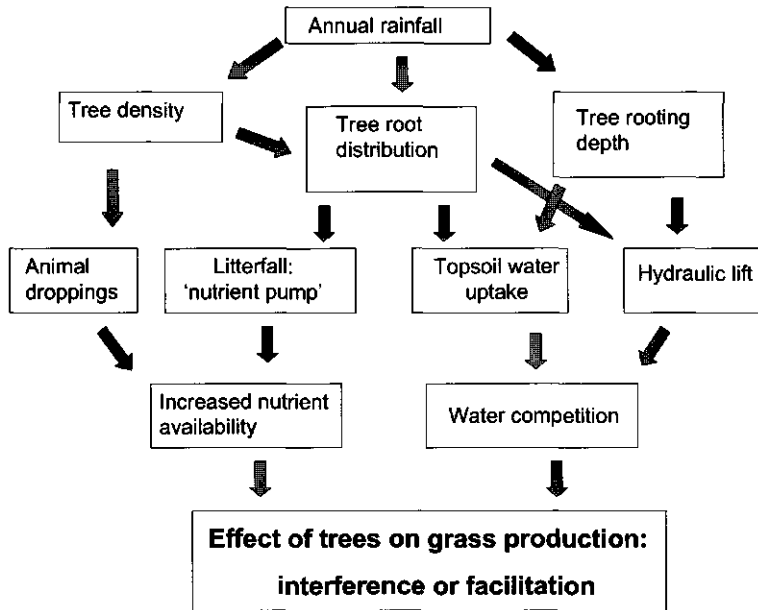 Annual rainfall
Tree density
Tree root
distribution
Tree rooting
depth
Animal
droppings
Litterfall:
‘nutrient pump’
Topsoil water
uptake
Hydraulic lift
Increased nutrient
availability
Water competition
Effect of trees on grass production:
interference or facilitation